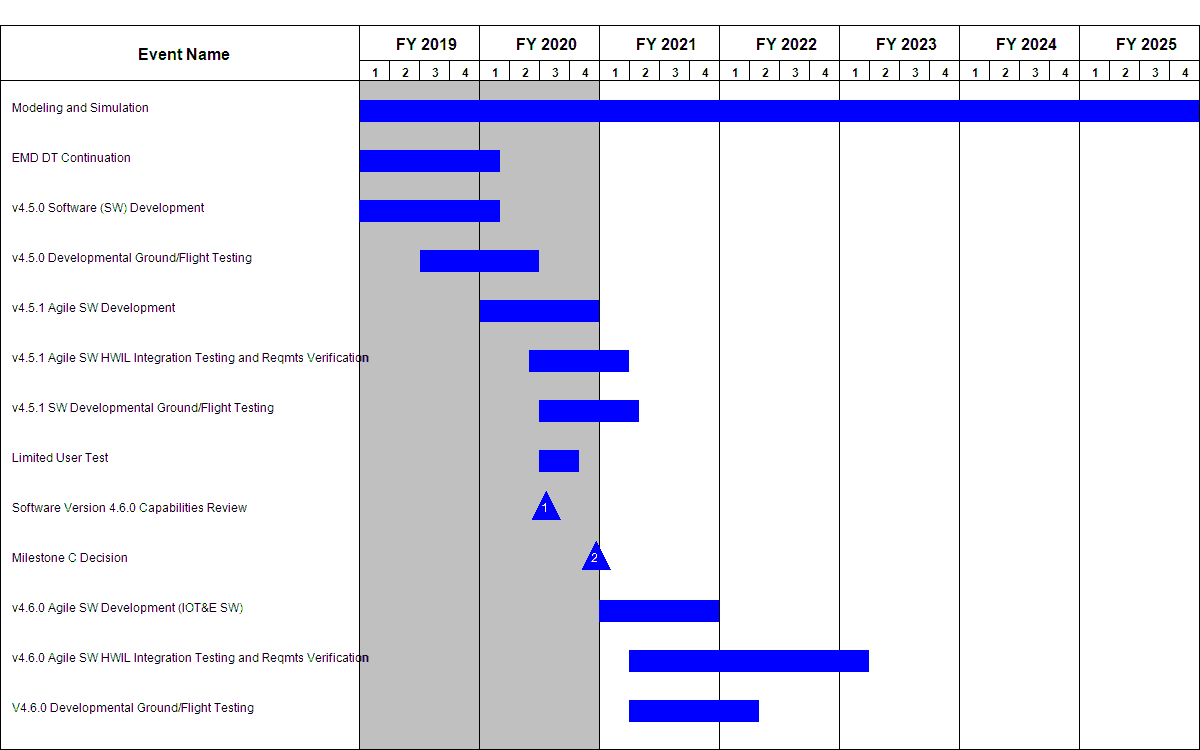 Event Name
FY 2019 FY 2020 FY 2021 FY 2022 FY 2023 FY 2024 FY 2025
1 2 3 4 1 2 3 4 1 2 3 4 1 2 3 4 1 2 3 4 1 2 3 4 1 2 3 4
Modeling and Simulation
EMD DT Continuation
v4.5.0 Software (SW) Development
v4.5.0 Developmental Ground/Flight Testing
v4.5.1 Agile SW Development
v4.5.1 Agile SW HWIL Integration Testing and Reqmts Verification
v4.5.1 SW Developmental Ground/Flight Testing
Limited User Test
Software Version 4.6.0 Capabilities Review
1
Milestone C Decision
2
v4.6.0 Agile SW Development (IOT&E SW)
v4.6.0 Agile SW HWIL Integration Testing and Reqmts Verification
V4.6.0 Developmental Ground/Flight Testing